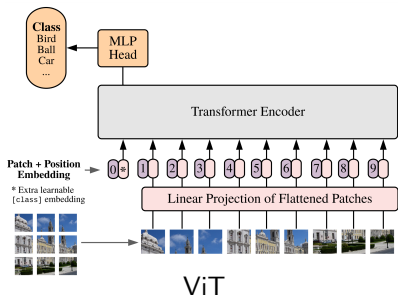 Class
Bird
Ball
Car
...
MLP
Head
Transformer Encoder
Patch + Position
Embedding
0 * 1 2 3 4 5 6 7 8 9
* Extra learnable
[class] embedding
Linear Projection of Flattened Patches
ViT